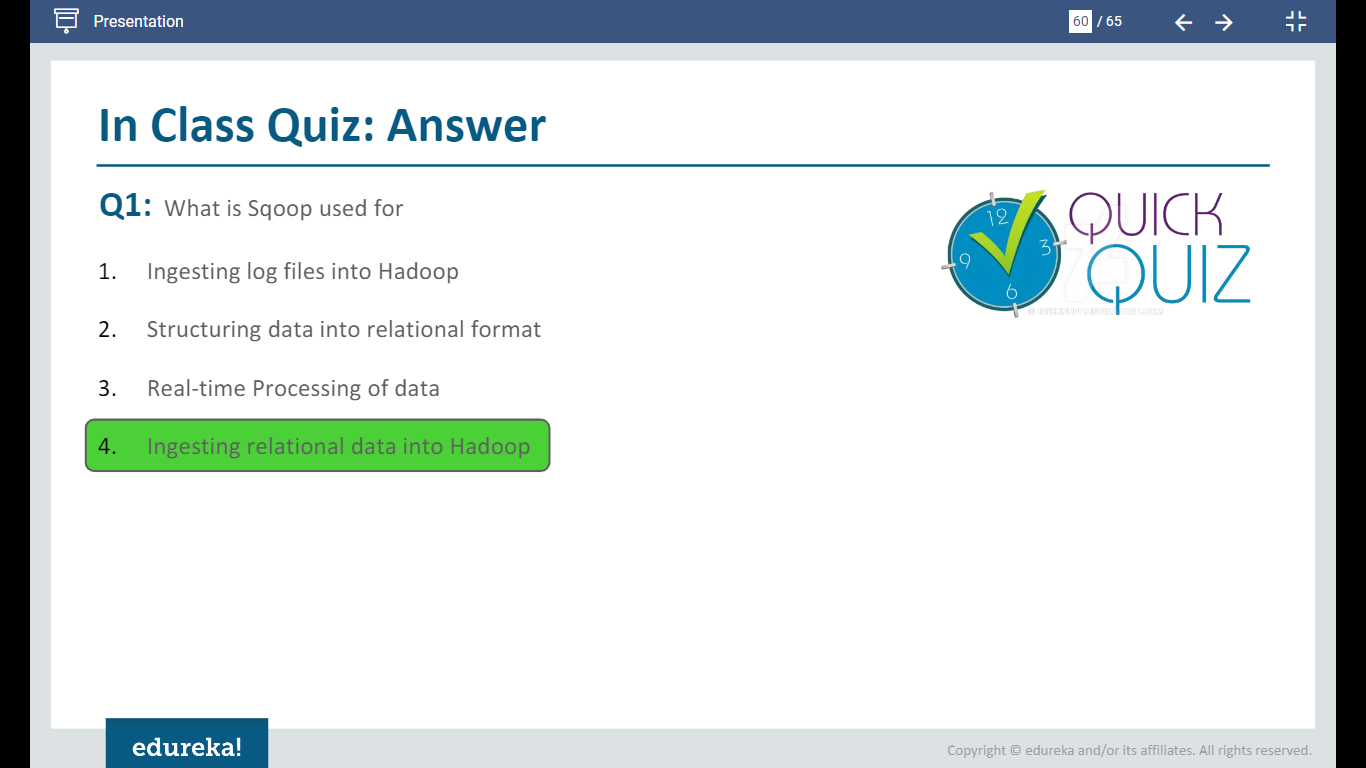 Presentation
60 / 65
In Class Quiz: Answer
Q1: What is Sqoop used for
1. Ingesting log files into Hadoop
2. Structuring data into relational format
3. Real-time Processing of data
4. Ingesting relational data into Hadoop
12
3
6
9
QUICK
QUIZ
edureka!
Copyright © edureka and/or its affiliates. All rights reserved.